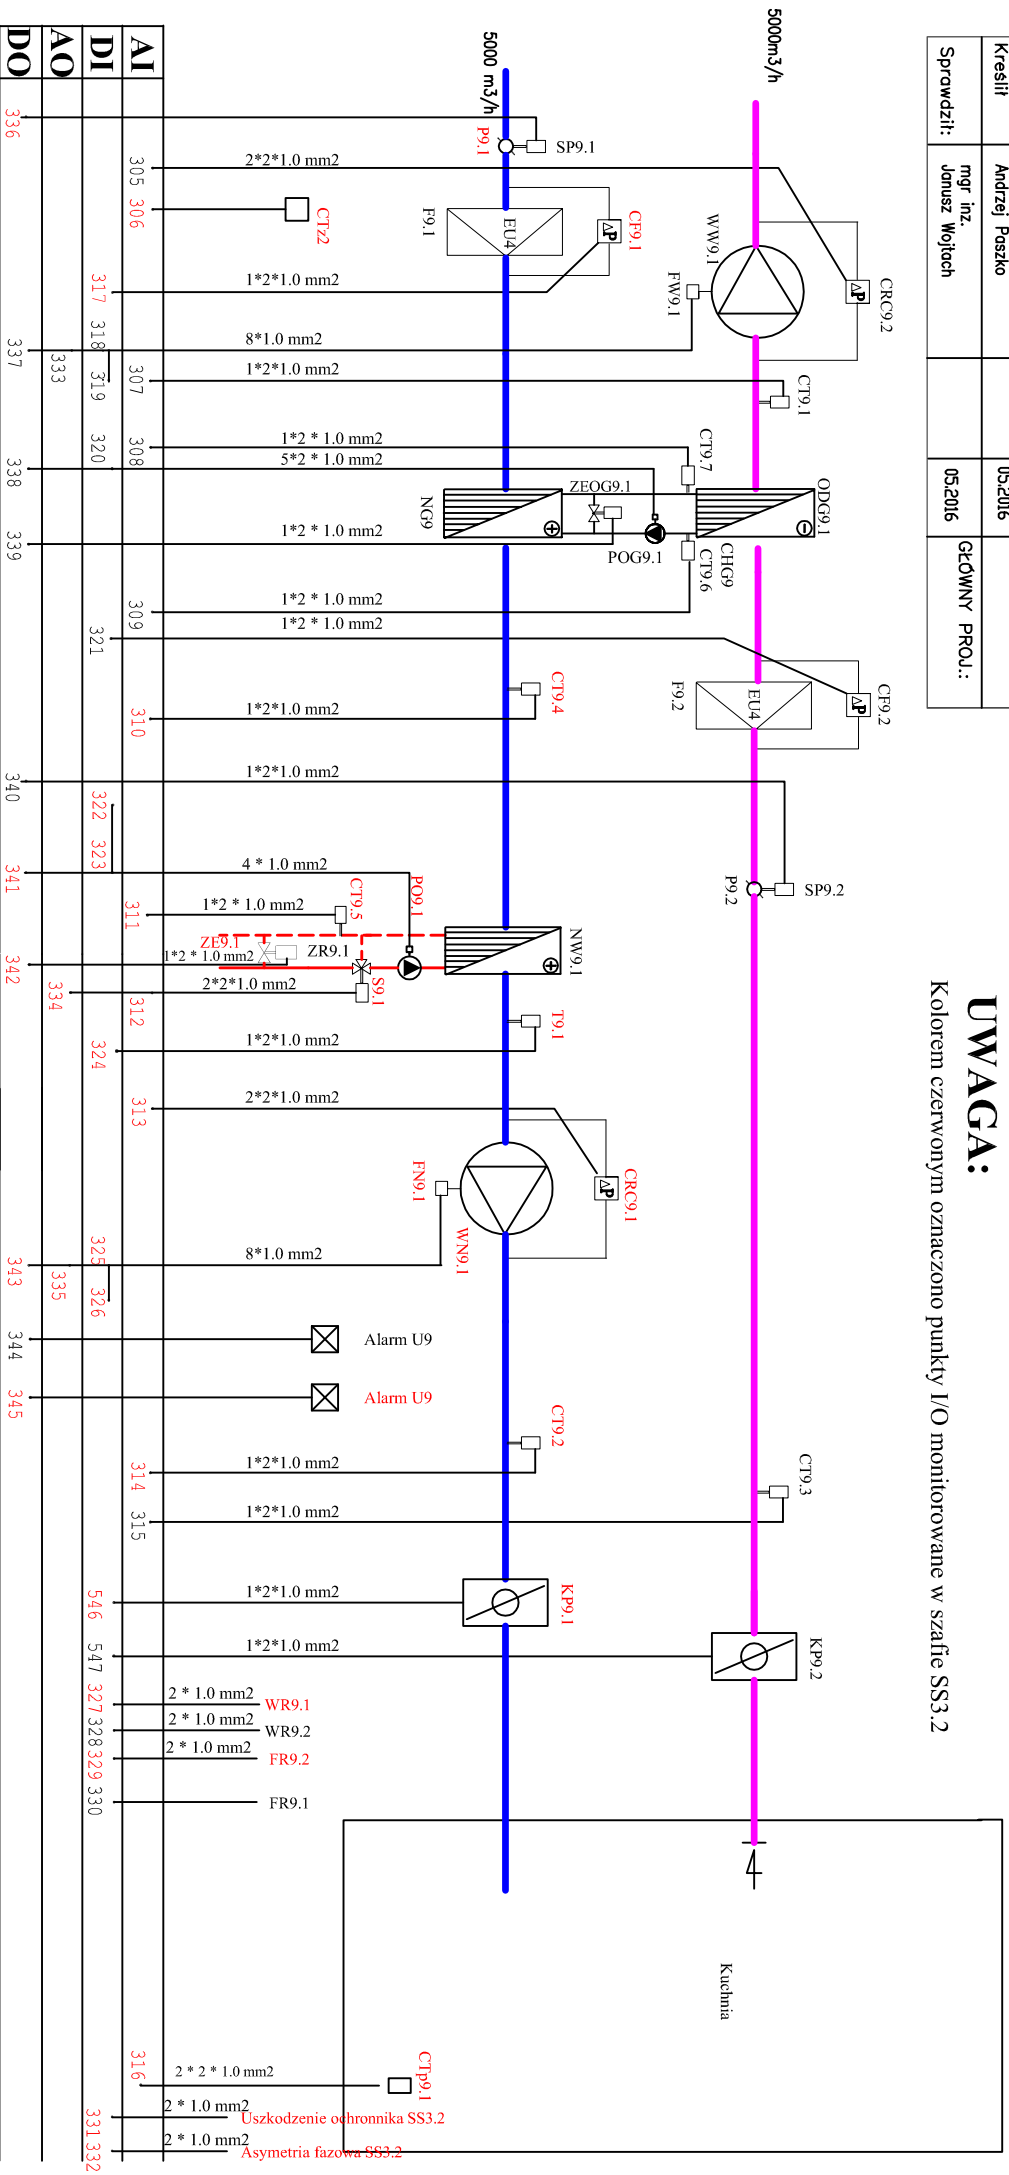 Kreślił
Andrzej Paszko
05.2016
Sprawdził:
mgr inż.
Janusz Wojtach
05.2016
GŁÓWNY PROJ.:
UWAGA:
Kolorem czerwonym oznaczono punkty I/O monitorowane w szafie SS3.2
5000m3/h
WW9.1
FW9.1
CRC9.2
ΔP
CT9.1
CT9.7
ODG9.1
CHG9
CT9.6
F9.2
EU4
CF9.2
ΔP
P9.2
SP9.2
CT9.3
KP9.2
Kuchnia
5000 m3/h
P9.1
SP9.1
F9.1
EU4
CF9.1
ΔP
CTz2
NG9
ZEOG9.1
POG9.1
CT9.4
PO9.1
CT9.5
ZE9.1
ZR9.1
S9.1
NW9.1
T9.1
FN9.1
WN9.1
CRC9.1
ΔP
Alarm U9
Alarm U9
CT9.2
KP9.1
WR9.1
WR9.2
FR9.2
FR9.1
CTp9.1
Uszkodzenie ochronnika SS3.2
Asymetria fazowa SS3.2
2*2*1.0 mm2
1*2*1.0 mm2
8*1.0 mm2
1*2*1.0 mm2
1*2 * 1.0 mm2
5*2 * 1.0 mm2
1*2 * 1.0 mm2
1*2 * 1.0 mm2
1*2 * 1.0 mm2
1*2*1.0 mm2
1*2*1.0 mm2
4 * 1.0 mm2
1*2 * 1.0 mm2
1*2 * 1.0 mm2
2*2*1.0 mm2
1*2*1.0 mm2
2*2*1.0 mm2
8*1.0 mm2
1*2*1.0 mm2
1*2*1.0 mm2
1*2*1.0 mm2
1*2*1.0 mm2
2 * 1.0 mm2
2 * 1.0 mm2
2 * 1.0 mm2
2 * 2 * 1.0 mm2
2 * 1.0 mm2
2 * 1.0 mm2
AI 305 306 307 308 309 310 311 312 313 314 315 316
DI 317 318 319 320 321 322 323 324 325 326 546 547 327 328 329 330 331 332
AO 333 334 335
DO 336 337 338 339 340 341 342 343 344 345